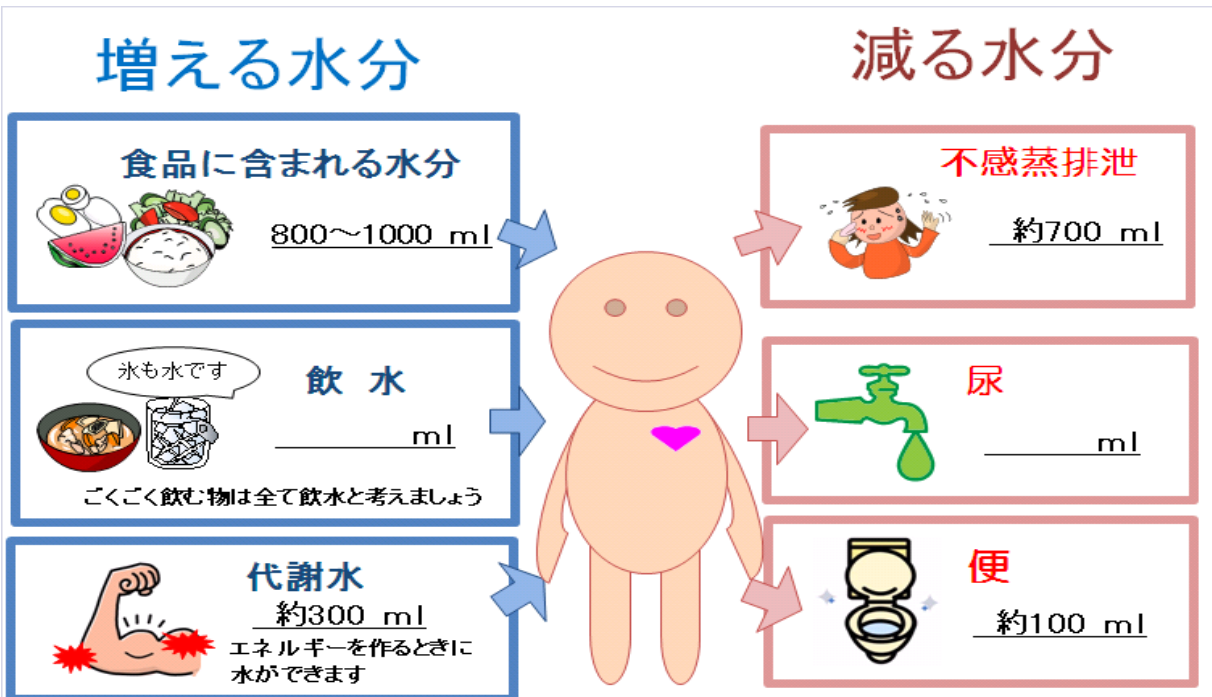 増える水分
食品に含まれる水分
800～1000 ml
氷も水です
飲 水
ml
ごくごく飲む物は全て飲水と考えましょう
代謝水
約300 ml
エネルギーを作るときに
水ができます
減る水分
不感蒸排泄
約700 ml
尿
ml
便
約100 ml